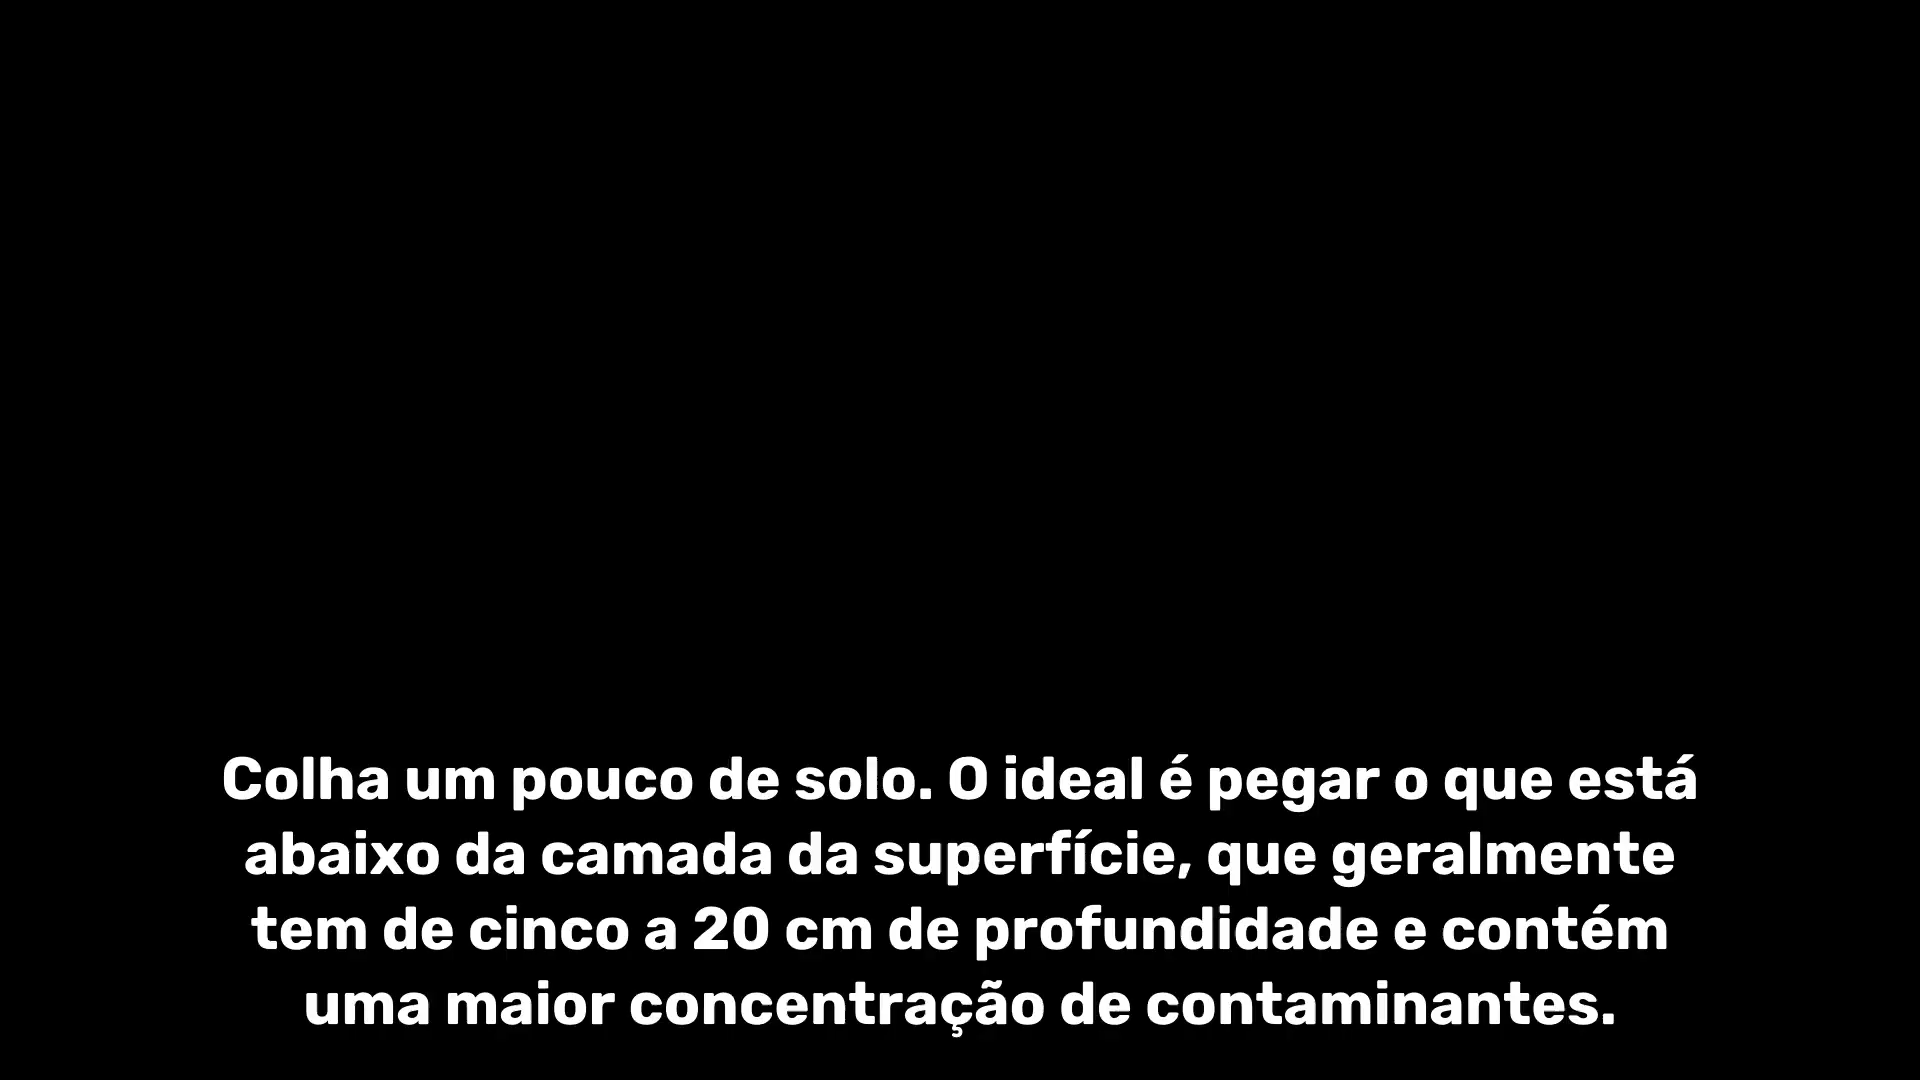 Colha um pouco de solo. O ideal é pegar o que está
abaixo da camada da superfície, que geralmente
tem de cinco a 20 cm de profundidade e contém
uma maior concentração de contaminantes.